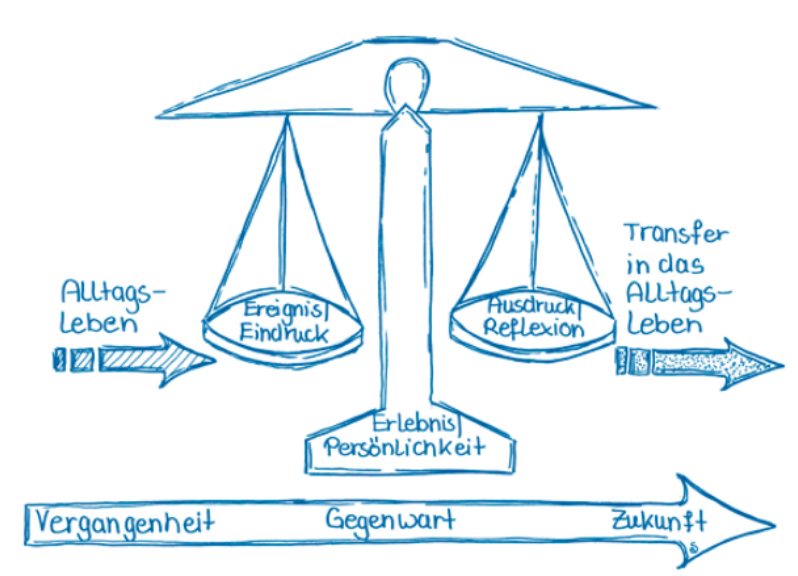 Transfer
in das
Alltags-
Leben
Alltags-
Leben
Ereignis/
Eindruck
Ausdruck/
Reflexion
Erlebnis/
Persönlichkeit
Vergangenheit
Gegenwart
Zukunft